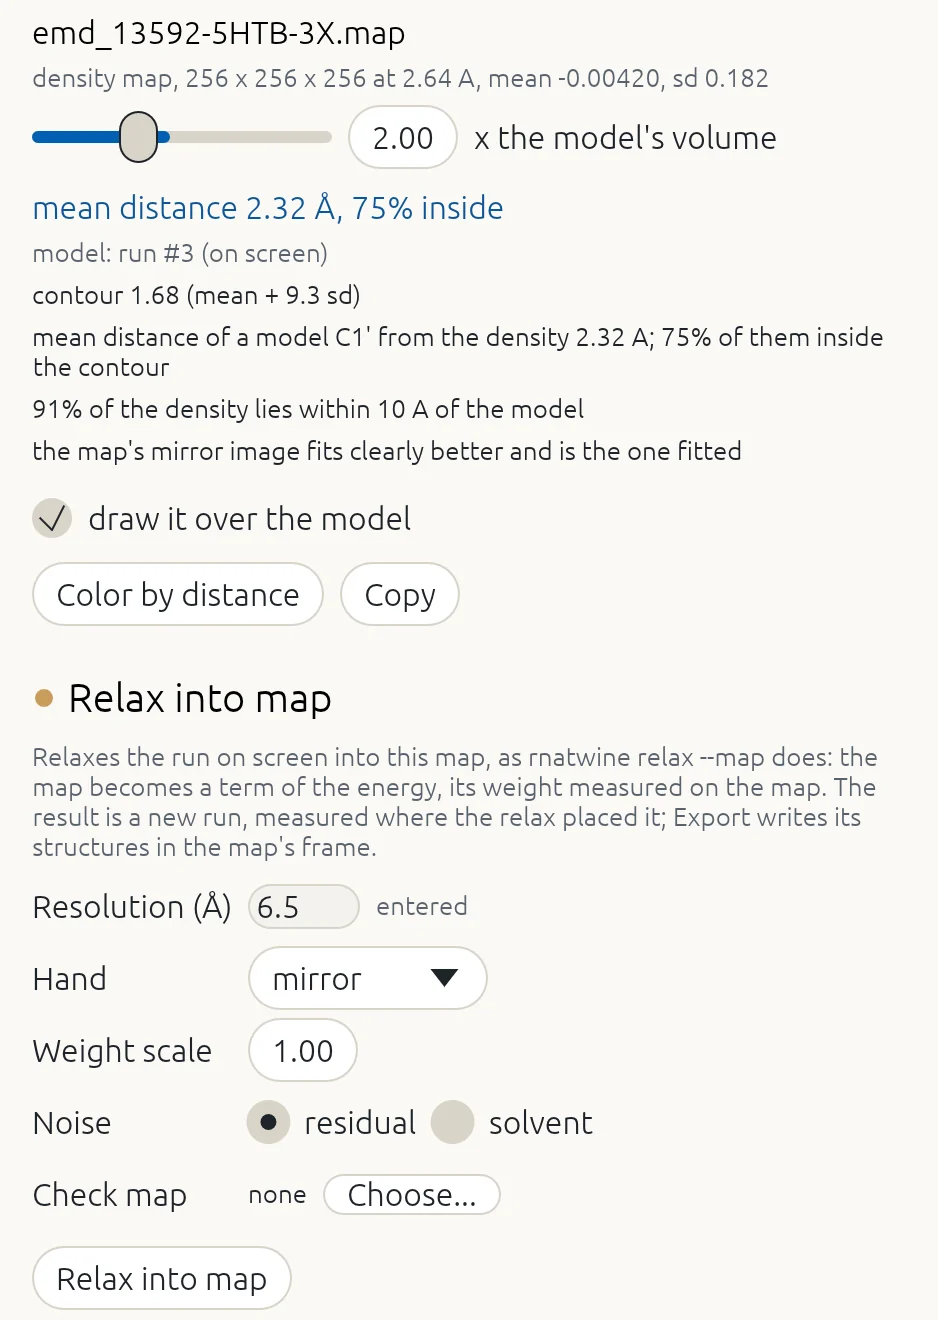 emd_13592-5HTB-3X.map
density map, 256 x 256 x 256 at 2.64 A, mean -0.00420, sd 0.182
2.00 x the model's volume
mean distance 2.32 Å, 75% inside
model: run #3 (on screen)
contour 1.68 (mean + 9.3 sd)
mean distance of a model C1' from the density 2.32 A; 75% of them inside
the contour
91% of the density lies within 10 A of the model
the map's mirror image fits clearly better and is the one fitted
draw it over the model
Color by distance Copy
Relax into map
Relaxes the run on screen into this map, as rnatwine relax --map does: the
map becomes a term of the energy, its weight measured on the map. The
result is a new run, measured where the relax placed it; Export writes its
structures in the map's frame.
Resolution (Å) 6.5 entered
Hand mirror
Weight scale 1.00
Noise residual solvent
Check map none Choose...
Relax into map